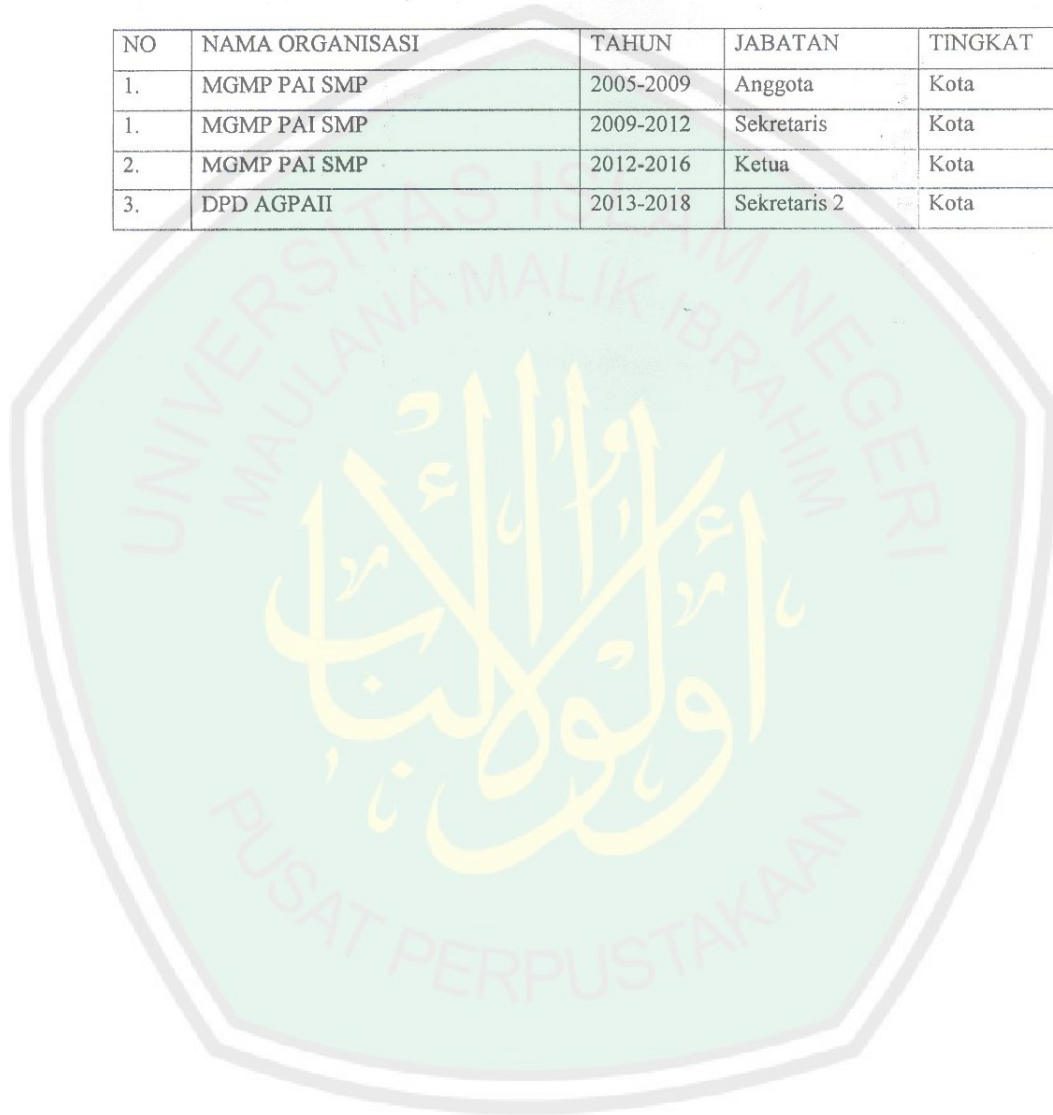 NO NAMA ORGANISASI TAHUN JABATAN TINGKAT
1. MGMP PAI SMP 2005-2009 Anggota Kota
1. MGMP PAI SMP 2009-2012 Sekretaris Kota
2. MGMP PAI SMP 2012-2016 Ketua Kota
3. DPD AGPAII 2013-2018 Sekretaris 2 Kota
UNIVERSITAS ISLAM NEGERI
MAULANA MALIK IBRAHIM
أولوا الألباب
PUSAT PERPUSTAKAAN